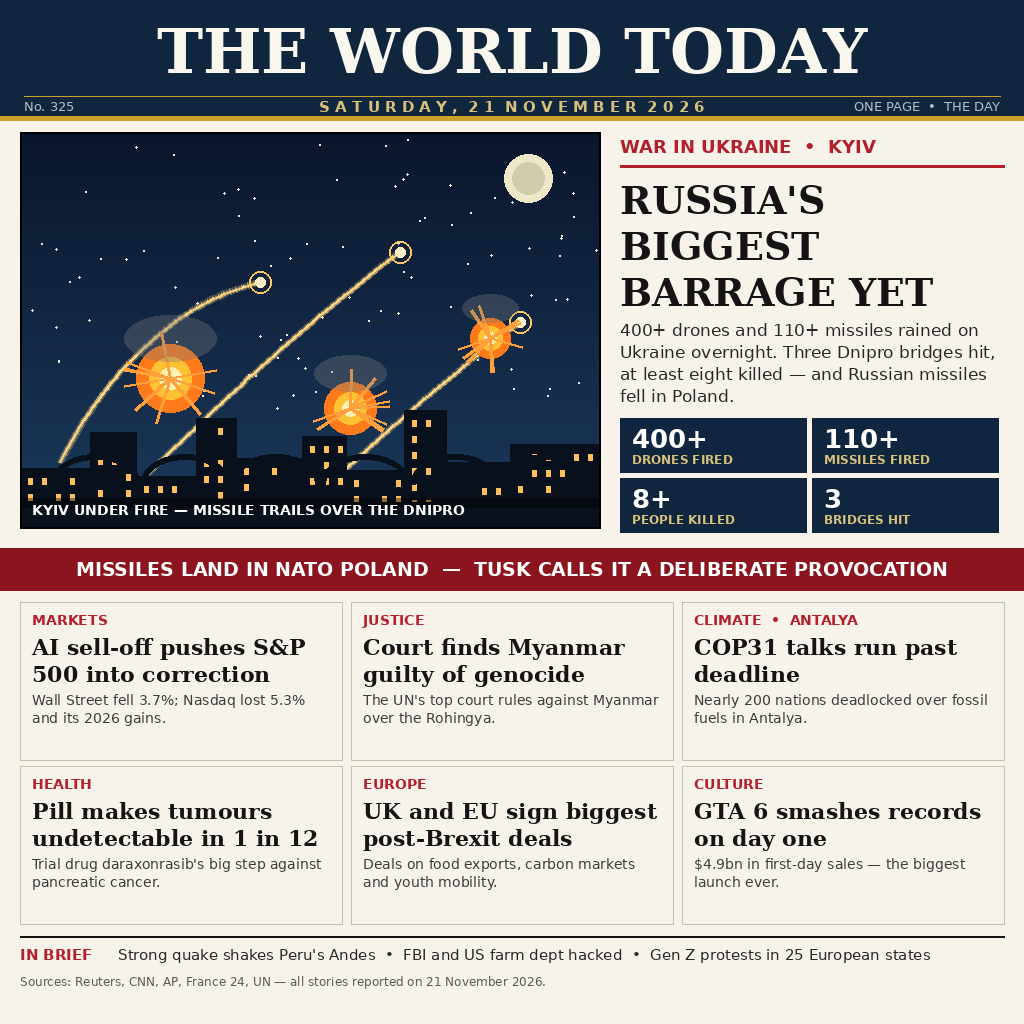 THE WORLD TODAY
No. 325
SATURDAY, 21 NOVEMBER 2026
ONE PAGE • THE DAY
KYIV UNDER FIRE — MISSILE TRAILS OVER THE DNIPRO
WAR IN UKRAINE • KYIV
RUSSIA'S
BIGGEST
BARRAGE YET
400+ drones and 110+ missiles rained on
Ukraine overnight. Three Dnipro bridges hit,
at least eight killed — and Russian missiles
fell in Poland.
400+
DRONES FIRED
110+
MISSILES FIRED
8+
PEOPLE KILLED
3
BRIDGES HIT
MISSILES LAND IN NATO POLAND — TUSK CALLS IT A DELIBERATE PROVOCATION
MARKETS
AI sell-off pushes S&P
500 into correction
Wall Street fell 3.7%; Nasdaq lost 5.3%
and its 2026 gains.
JUSTICE
Court finds Myanmar
guilty of genocide
The UN's top court rules against Myanmar
over the Rohingya.
CLIMATE • ANTALYA
COP31 talks run past
deadline
Nearly 200 nations deadlocked over fossil
fuels in Antalya.
HEALTH
Pill makes tumours
undetectable in 1 in 12
Trial drug daraxonrasib's big step against
pancreatic cancer.
EUROPE
UK and EU sign biggest
post-Brexit deals
Deals on food exports, carbon markets
and youth mobility.
CULTURE
GTA 6 smashes records
on day one
$4.9bn in first-day sales — the biggest
launch ever.
IN BRIEF Strong quake shakes Peru's Andes • FBI and US farm dept hacked • Gen Z protests in 25 European states
Sources: Reuters, CNN, AP, France 24, UN — all stories reported on 21 November 2026.